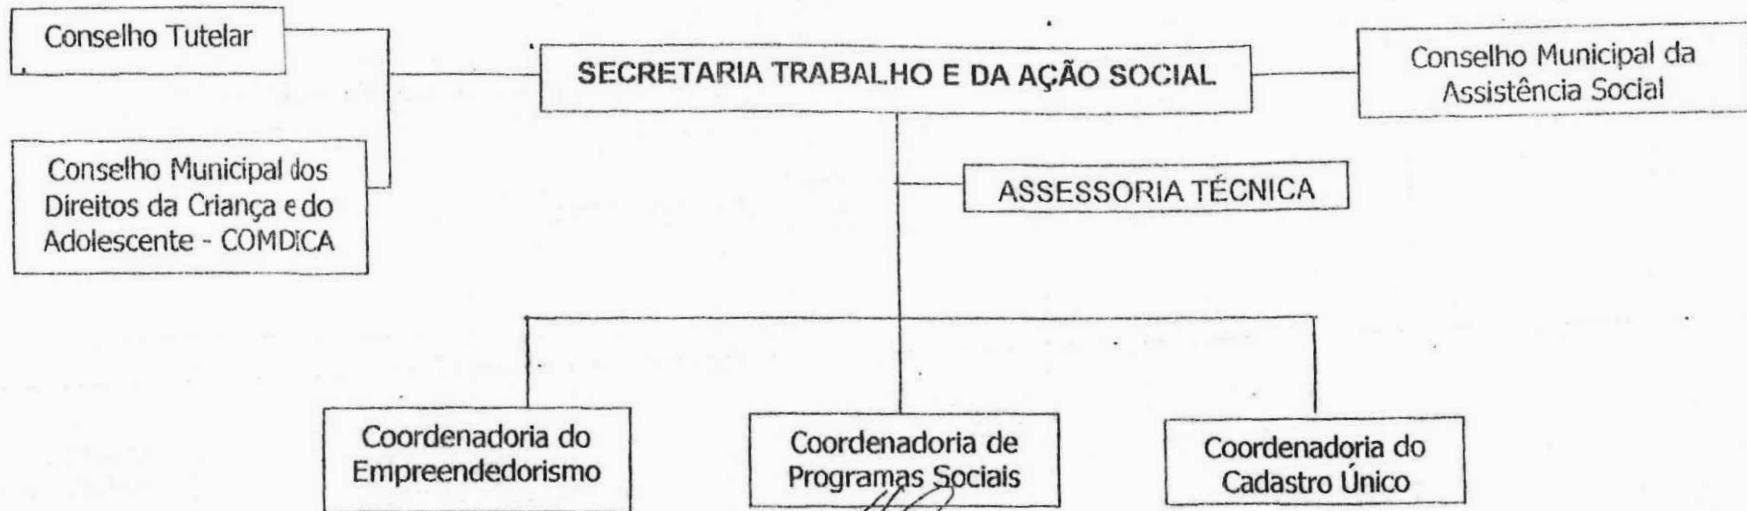 Conselho Tutelar
SECRETARIA TRABALHO E DA AÇÃO SOCIAL
Conselho Municipal da
Assistência Social
Conselho Municipal dos
Direitos da Criança e do
Adolescente - COMDICA
ASSESSORIA TÉCNICA
Coordenadoria do
Empreendedorismo
Coordenadoria de
Programas Sociais
Coordenadoria do
Cadastro Único